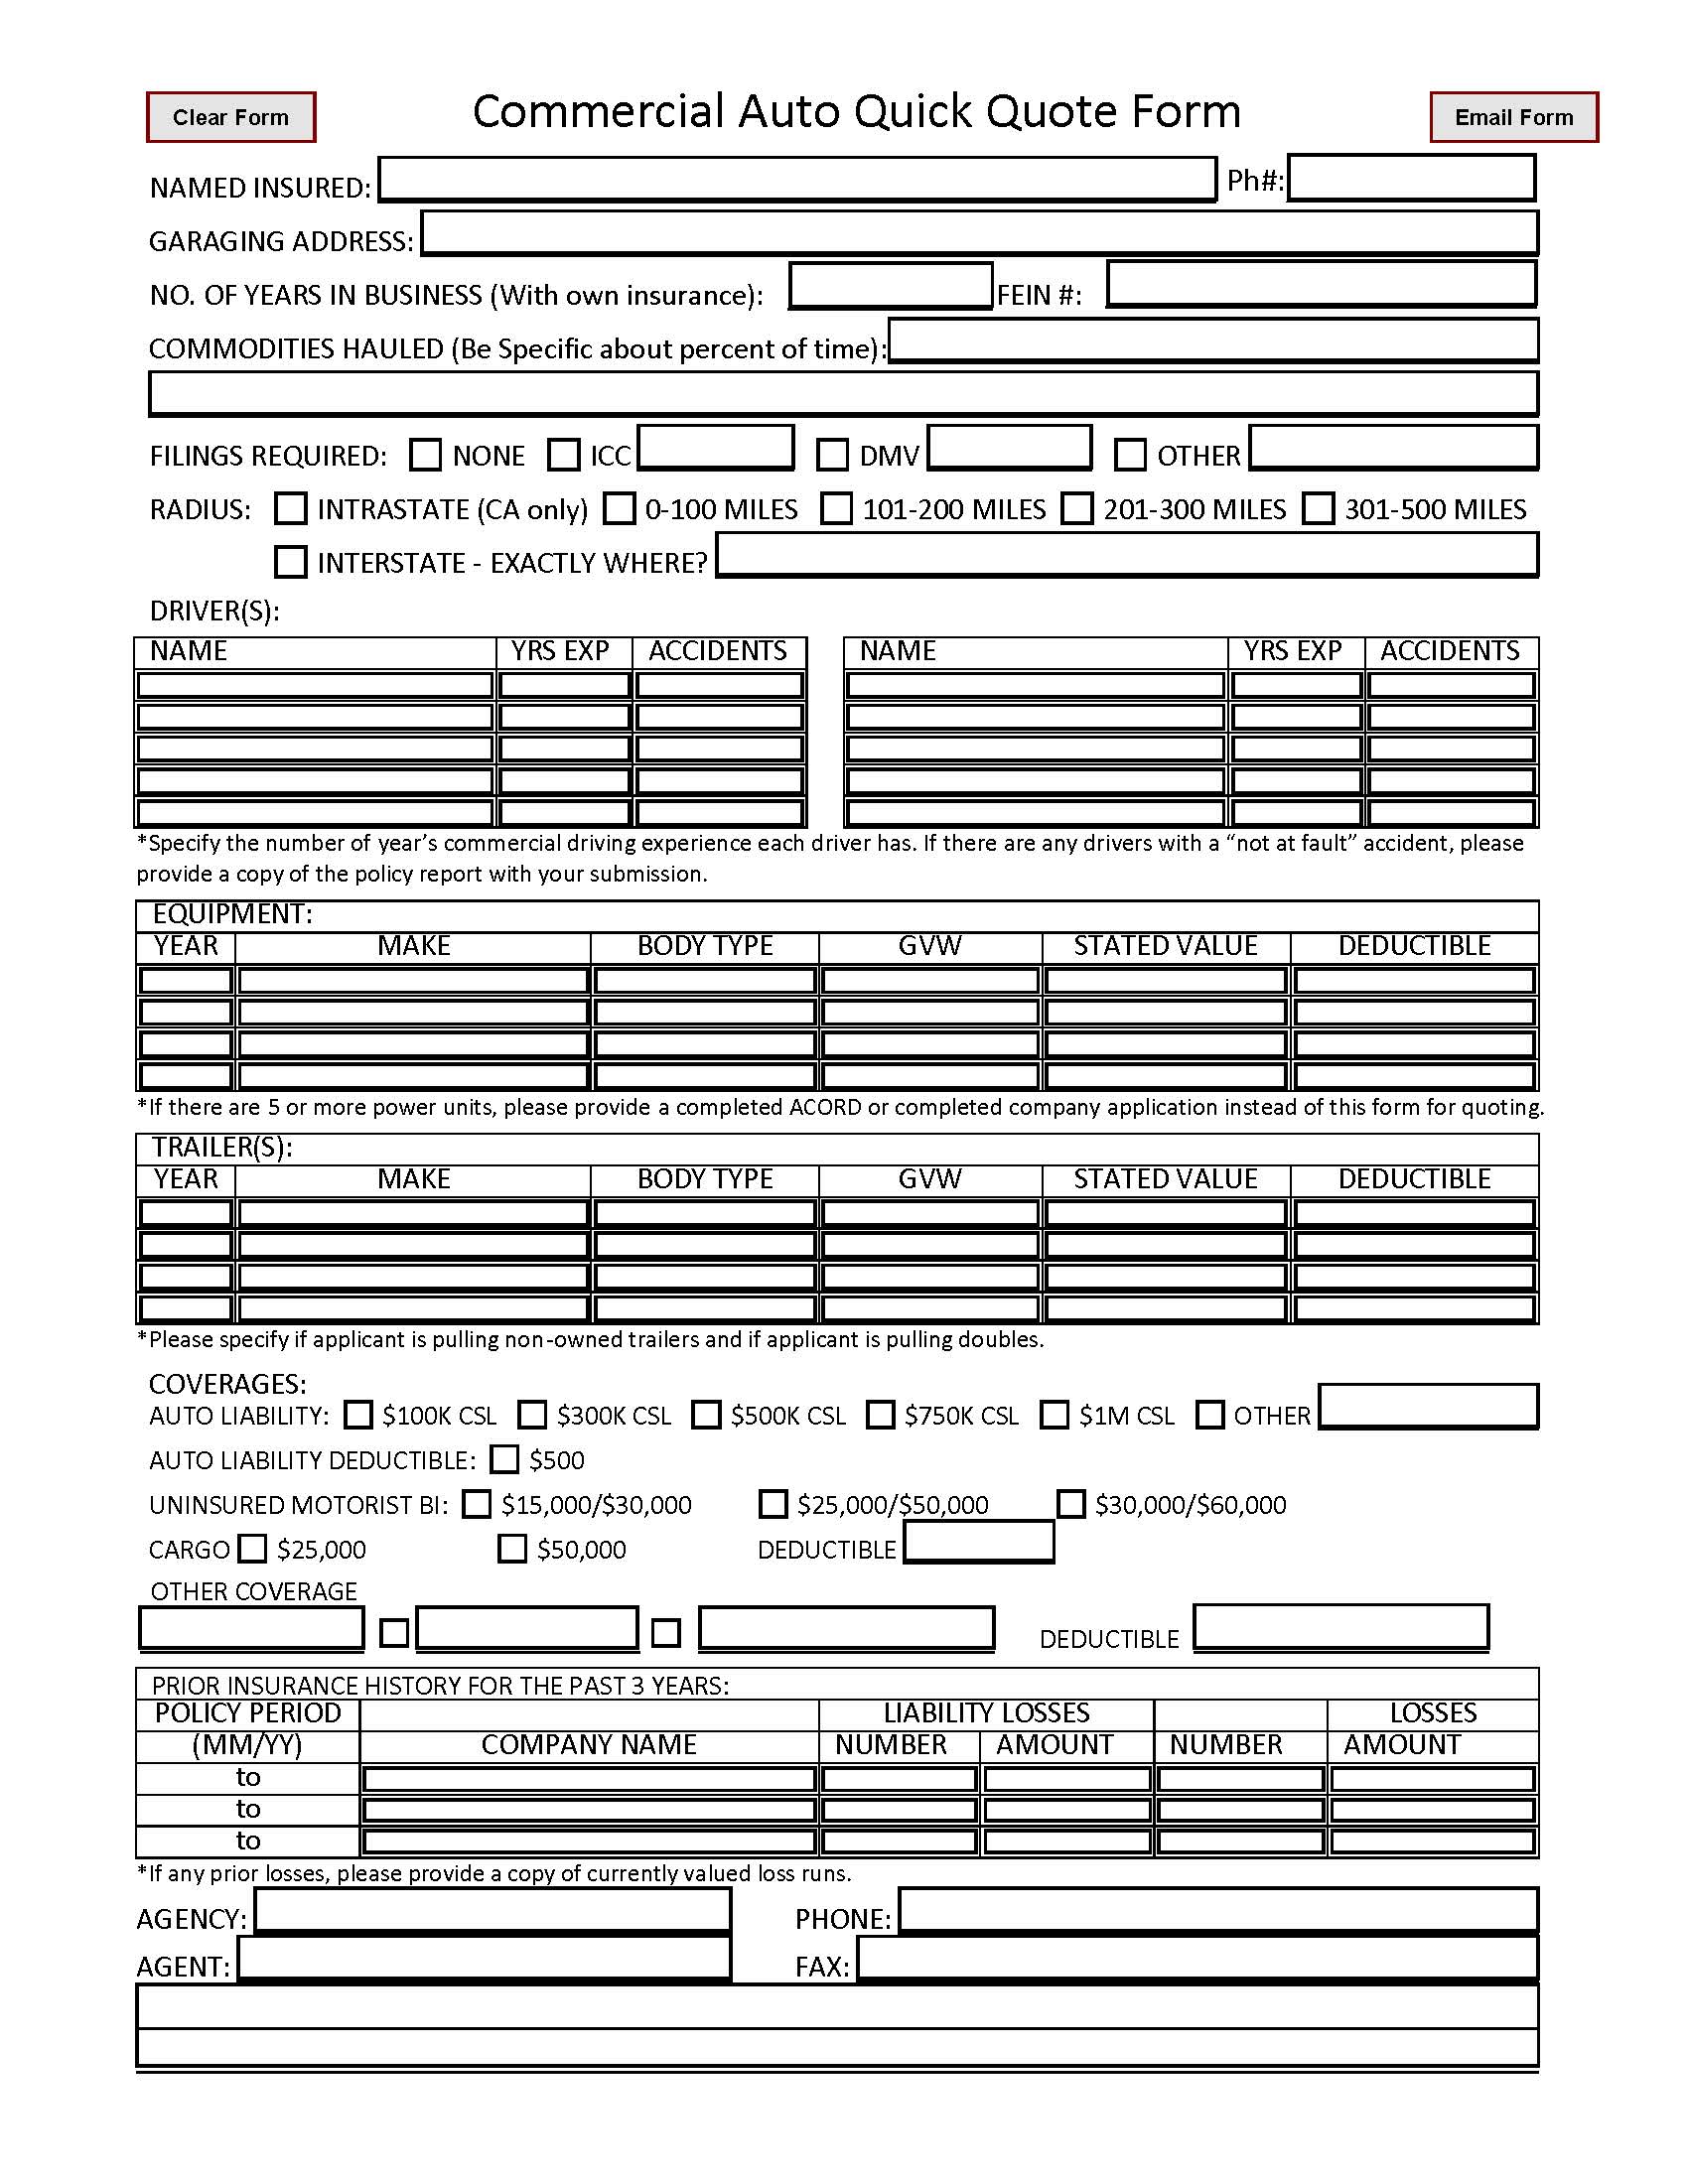 Clear Form Commercial Auto Quick Quote Form Email Form
NAMED INSURED: Ph#:
GARAGING ADDRESS:
NO. OF YEARS IN BUSINESS (With own insurance): FEIN #:
COMMODITIES HAULED (Be Specific about percent of time):
FILINGS REQUIRED: NONE ICC DMV OTHER
RADIUS: INTRASTATE (CA only) 0-100 MILES 101-200 MILES 201-300 MILES 301-500 MILES
INTERSTATE - EXACTLY WHERE?
DRIVER(S):
NAME YRS EXP ACCIDENTS NAME YRS EXP ACCIDENTS
*Specify the number of year’s commercial driving experience each driver has. If there are any drivers with a “not at fault” accident, please
provide a copy of the policy report with your submission.
EQUIPMENT:
YEAR MAKE BODY TYPE GVW STATED VALUE DEDUCTIBLE
*If there are 5 or more power units, please provide a completed ACORD or completed company application instead of this form for quoting.
TRAILER(S):
YEAR MAKE BODY TYPE GVW STATED VALUE DEDUCTIBLE
*Please specify if applicant is pulling non-owned trailers and if applicant is pulling doubles.
COVERAGES:
AUTO LIABILITY: $100K CSL $300K CSL $500K CSL $750K CSL $1M CSL OTHER
AUTO LIABILITY DEDUCTIBLE: $500
UNINSURED MOTORIST BI: $15,000/$30,000 $25,000/$50,000 $30,000/$60,000
CARGO $25,000 $50,000 DEDUCTIBLE
OTHER COVERAGE
DEDUCTIBLE
PRIOR INSURANCE HISTORY FOR THE PAST 3 YEARS:
POLICY PERIOD LIABILITY LOSSES LOSSES
(MM/YY) COMPANY NAME NUMBER AMOUNT NUMBER AMOUNT
to
to
to
*If any prior losses, please provide a copy of currently valued loss runs.
AGENCY: PHONE:
AGENT: FAX: